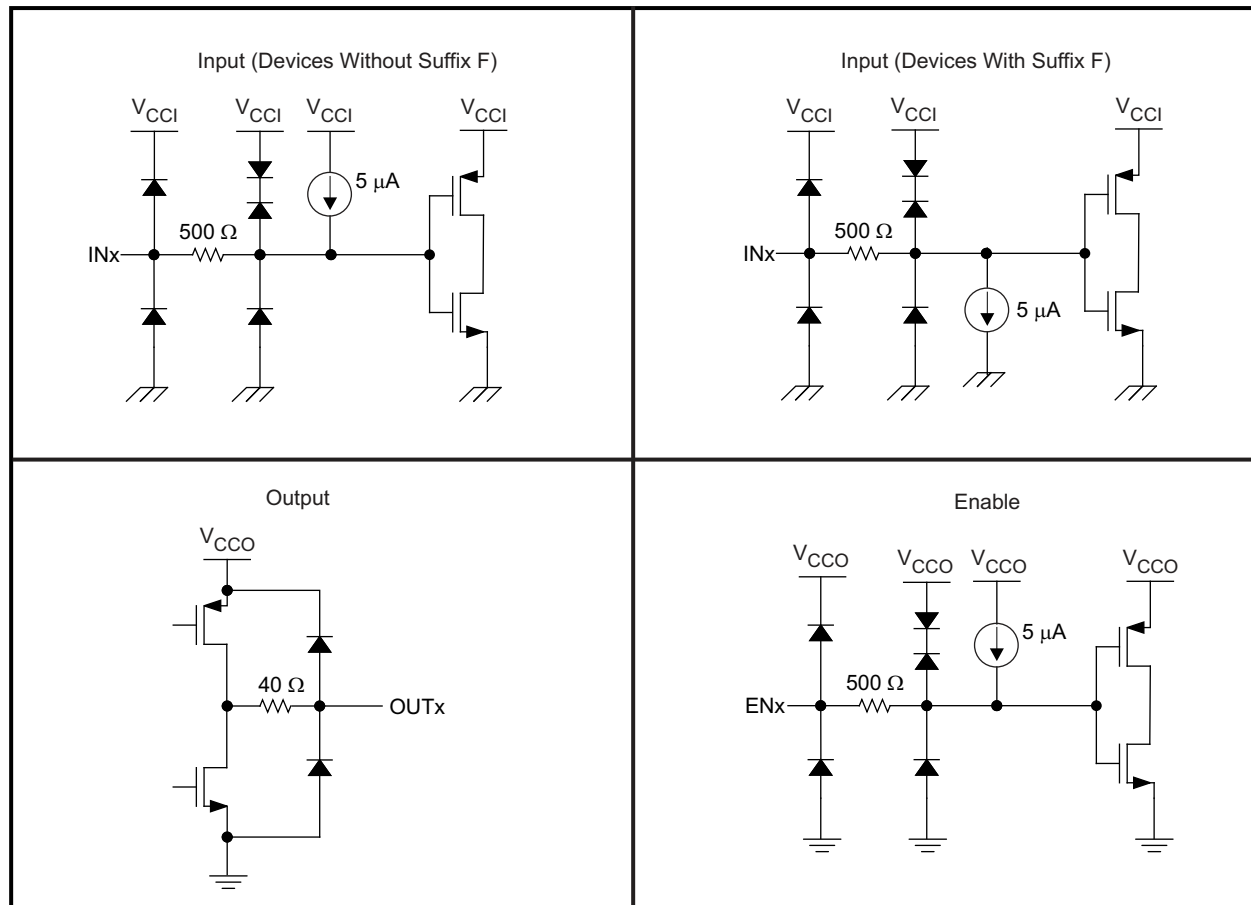 Input (Devices Without Suffix F)
VCCI VCCI VCCI VCCI
5 μA
500 Ω
INx
Input (Devices With Suffix F)
VCCI VCCI VCCI
500 Ω
INx
5 μA
Output
VCCO
40 Ω
OUTx
Enable
VCCO VCCO VCCO VCCO
5 μA
500 Ω
ENx